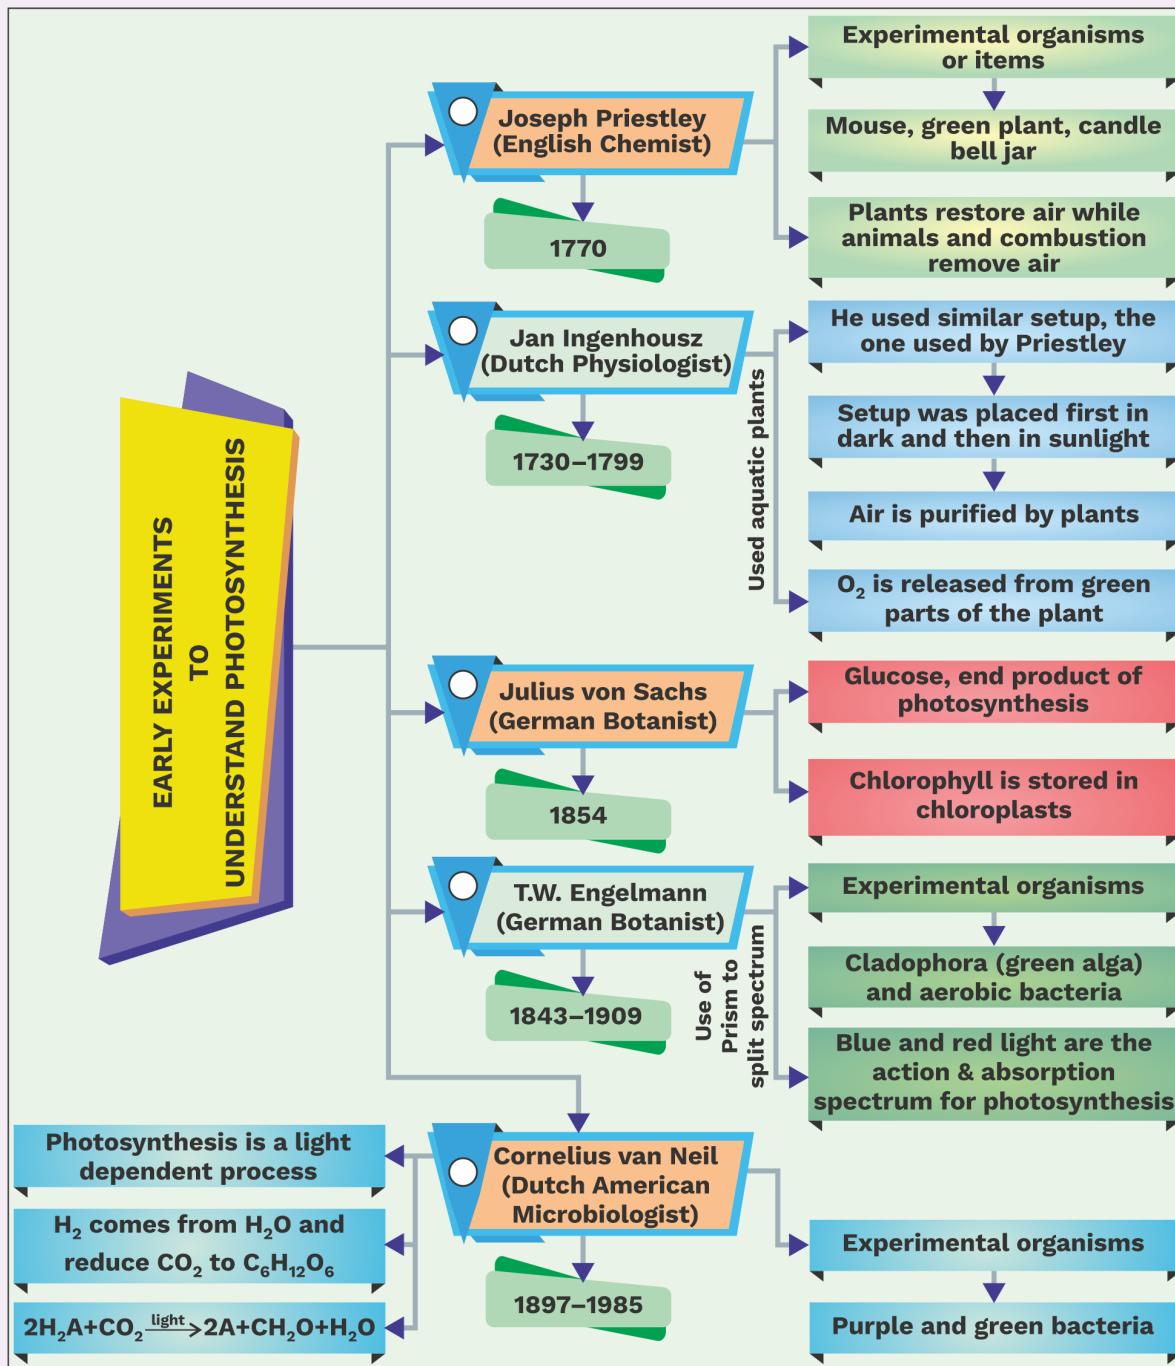 EARLY EXPERIMENTS
TO
UNDERSTAND PHOTOSYNTHESIS
Joseph Priestley
(English Chemist)
1770
Experimental organisms
or items
Mouse, green plant, candle
bell jar
Plants restore air while
animals and combustion
remove air
Jan Ingenhousz
(Dutch Physiologist)
1730–1799
Used aquatic plants
He used similar setup, the
one used by Priestley
Setup was placed first in
dark and then in sunlight
Air is purified by plants
O₂ is released from green
parts of the plant
Julius von Sachs
(German Botanist)
1854
Glucose, end product of
photosynthesis
Chlorophyll is stored in
chloroplasts
T.W. Engelmann
(German Botanist)
1843–1909
Use of
Prism to
split spectrum
Experimental organisms
Cladophora (green alga)
and aerobic bacteria
Blue and red light are the
action & absorption
spectrum for photosynthesis
Cornelius van Neil
(Dutch American
Microbiologist)
1897–1985
Photosynthesis is a light
dependent process
H₂ comes from H₂O and
reduce CO₂ to C₆H₁₂O₆
2H₂A+CO₂ —light→ 2A+CH₂O+H₂O
Experimental organisms
Purple and green bacteria